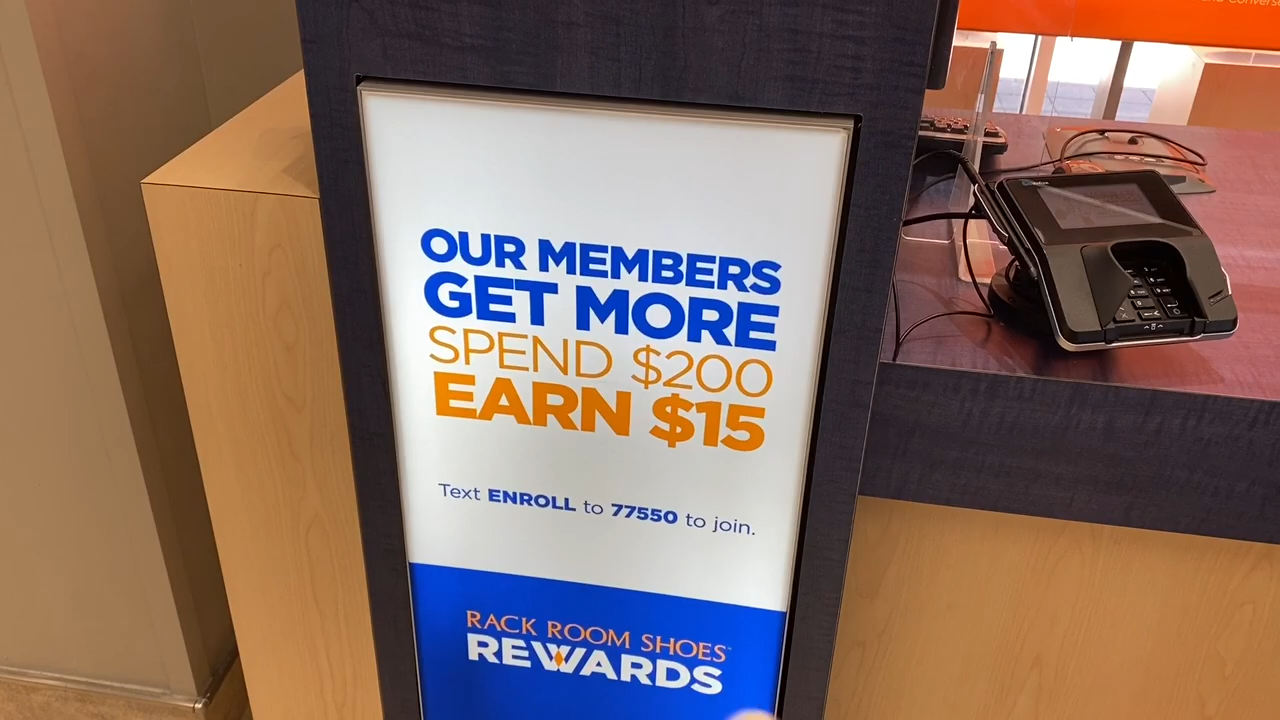 OUR MEMBERS
GET MORE
SPEND $200
EARN $15
Text ENROLL to 77550 to join.
RACK ROOM SHOES
REWARDS